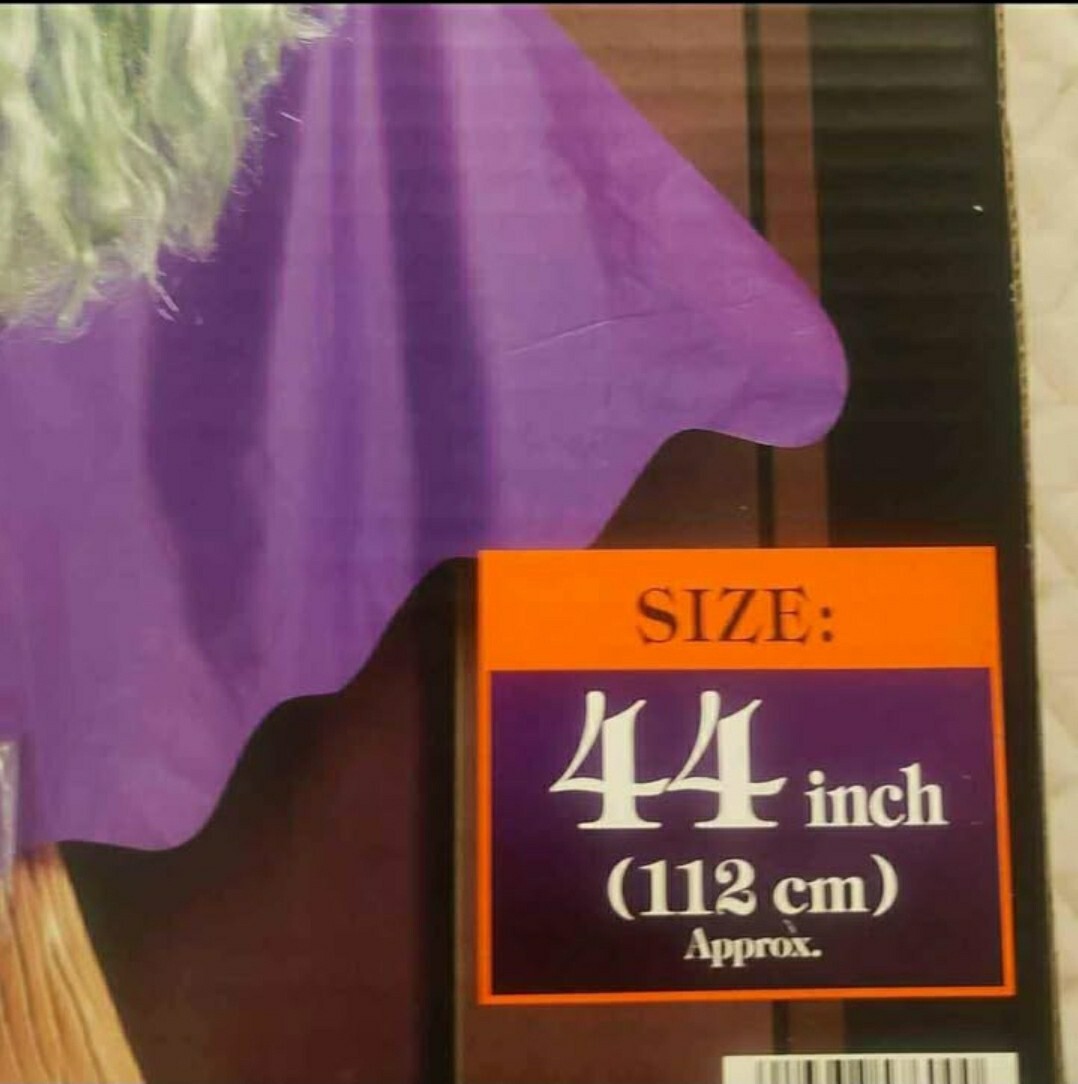 SIZE:
44 inch
(112 cm)
Approx.